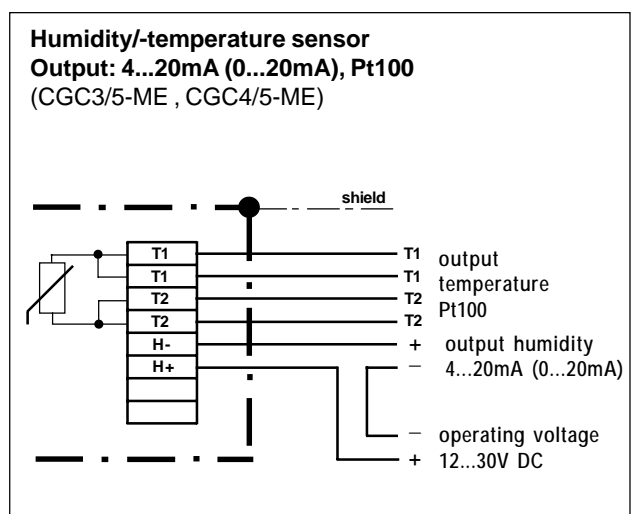 Humidity/-temperature sensor
Output: 4...20mA (0...20mA), Pt100
(CGC3/5-ME , CGC4/5-ME)
shield
T1 T1 output
T1 T1 temperature
T2 T2 Pt100
T2 T2
H- + output humidity
H+ – 4...20mA (0...20mA)
– operating voltage
+ 12...30V DC